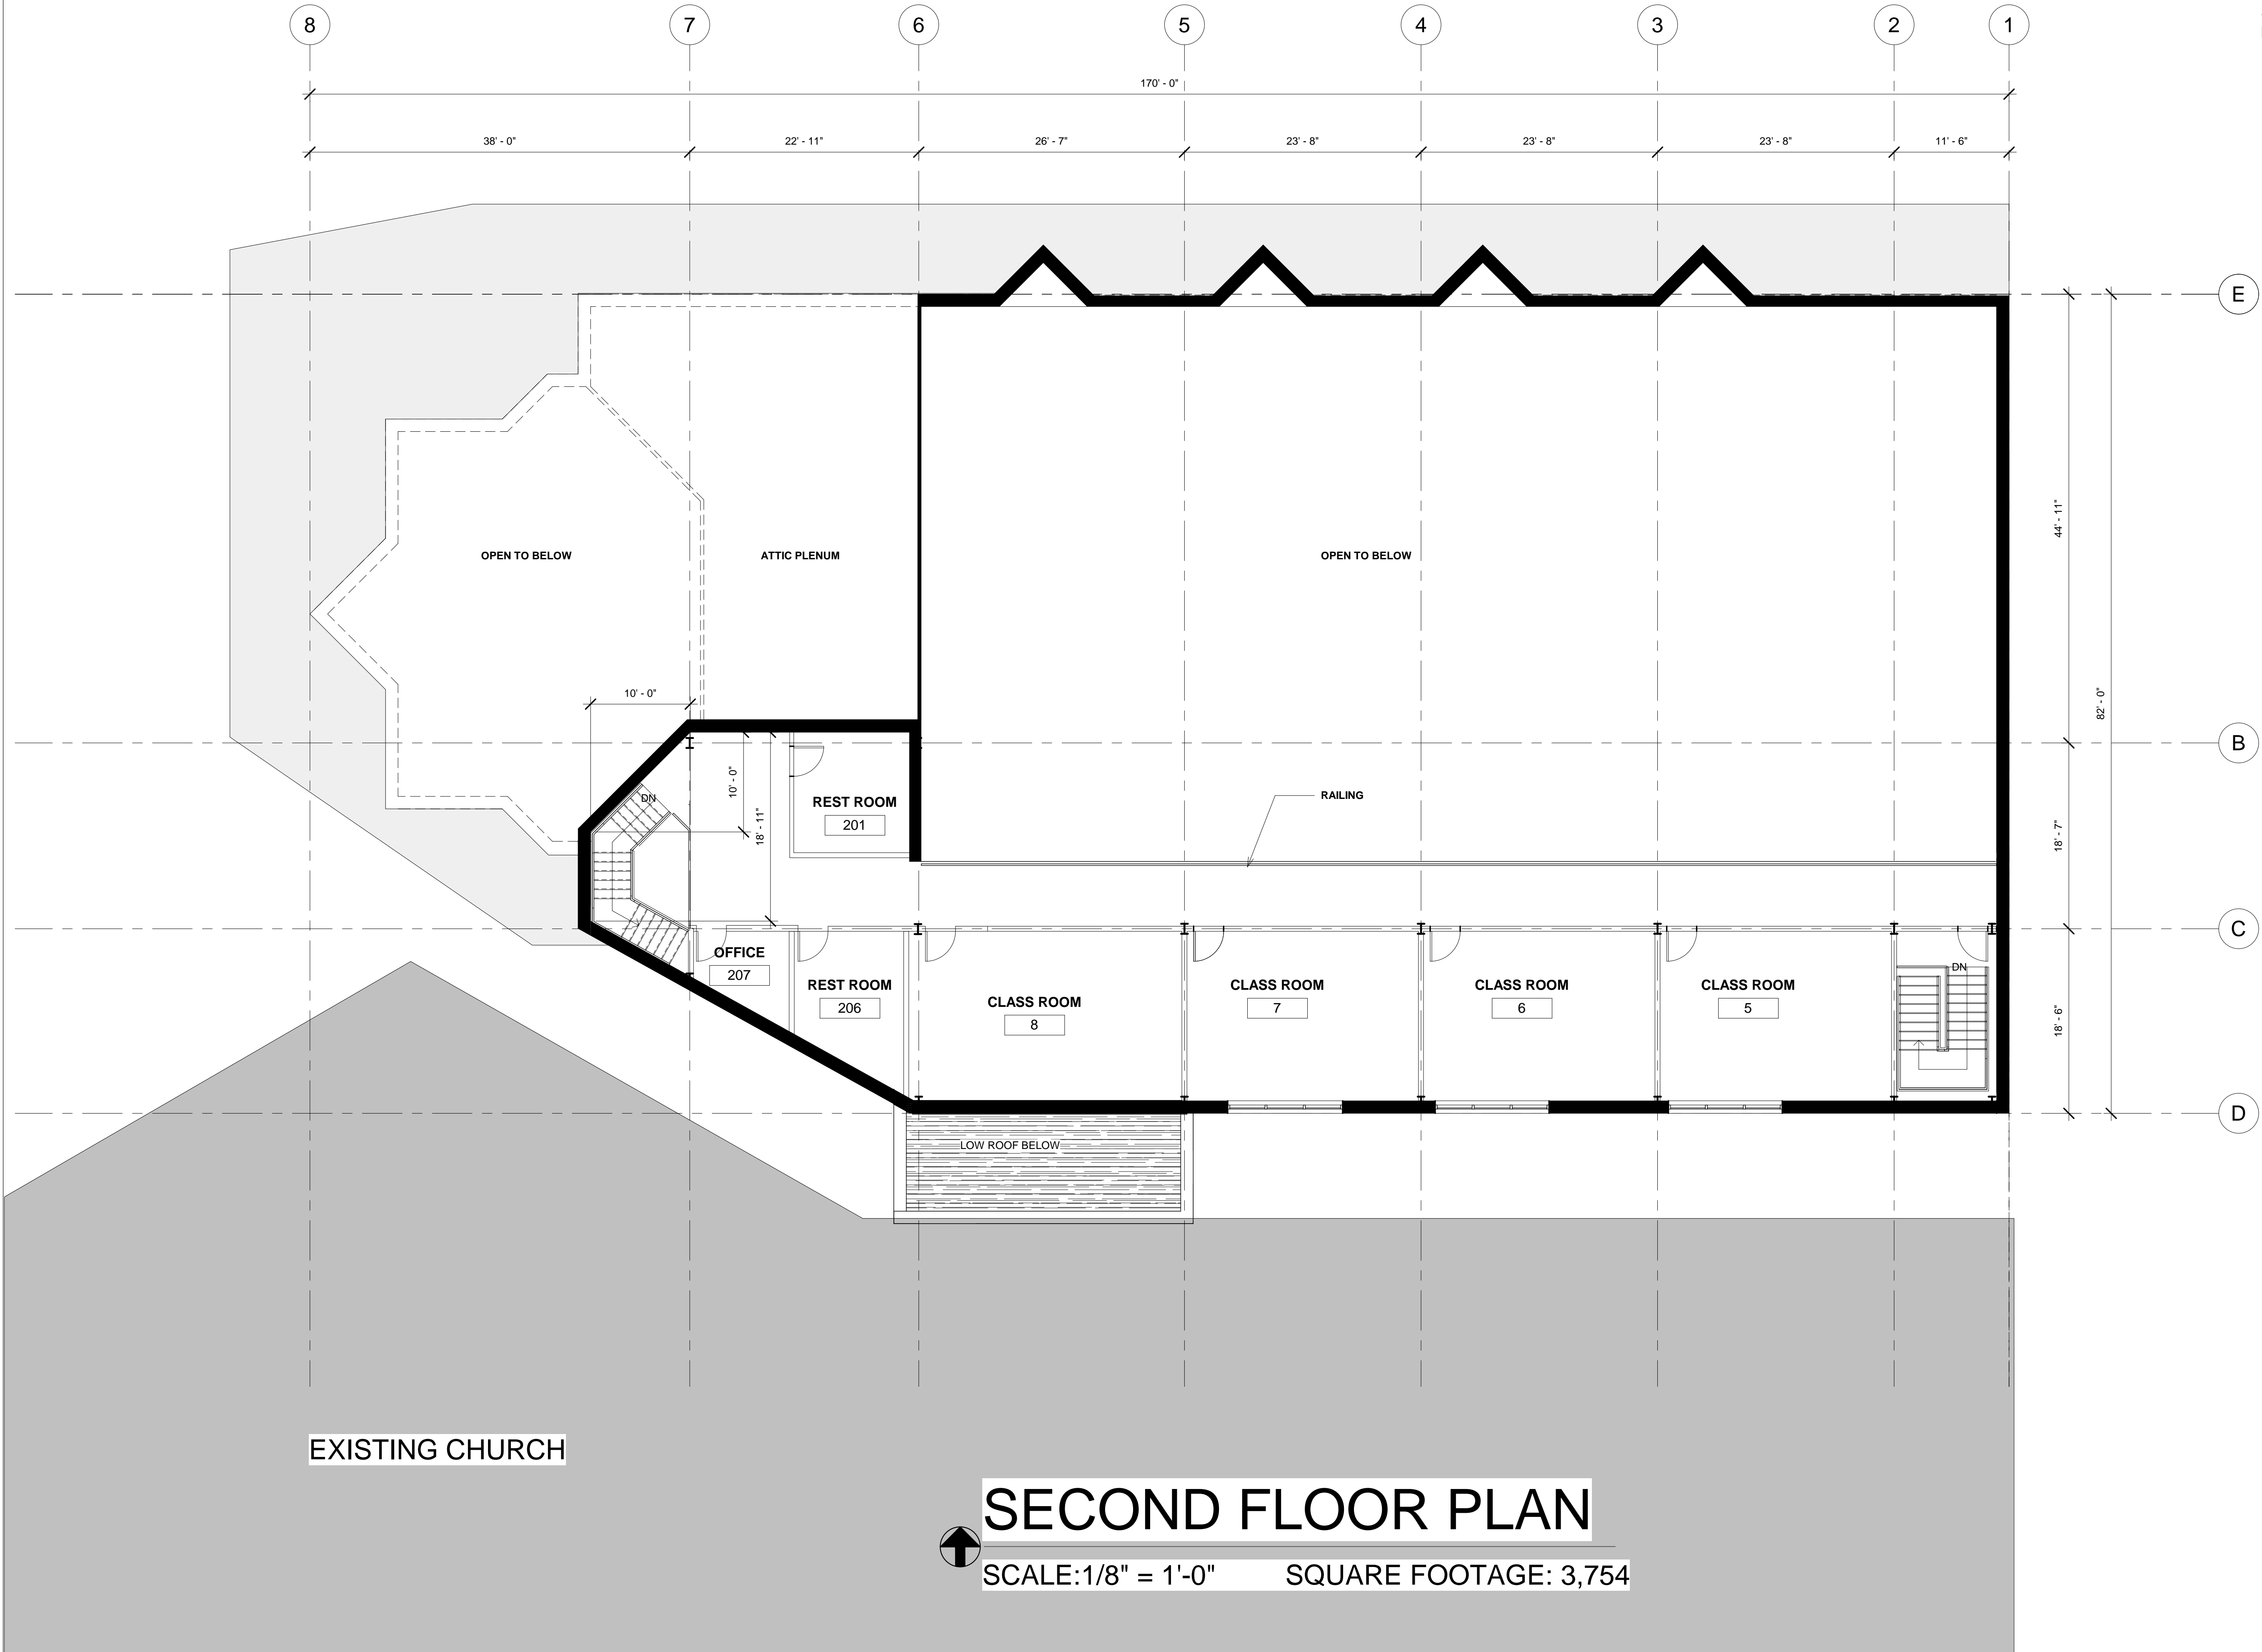 8 7 6 5 4 3 2 1
170' - 0"
38' - 0" 22' - 11" 26' - 7" 23' - 8" 23' - 8" 23' - 8" 11' - 6"
E
44' - 11"
OPEN TO BELOW
ATTIC PLENUM
OPEN TO BELOW
10' - 0"
82' - 0"
B
10' - 0"
18' - 11"
DN
REST ROOM
201
RAILING
18' - 7"
C
OFFICE
207
REST ROOM
206
CLASS ROOM
8
CLASS ROOM
7
CLASS ROOM
6
CLASS ROOM
5
DN
18' - 6"
D
LOW ROOF BELOW
EXISTING CHURCH
SECOND FLOOR PLAN
SCALE:1/8" = 1'-0" SQUARE FOOTAGE: 3,754